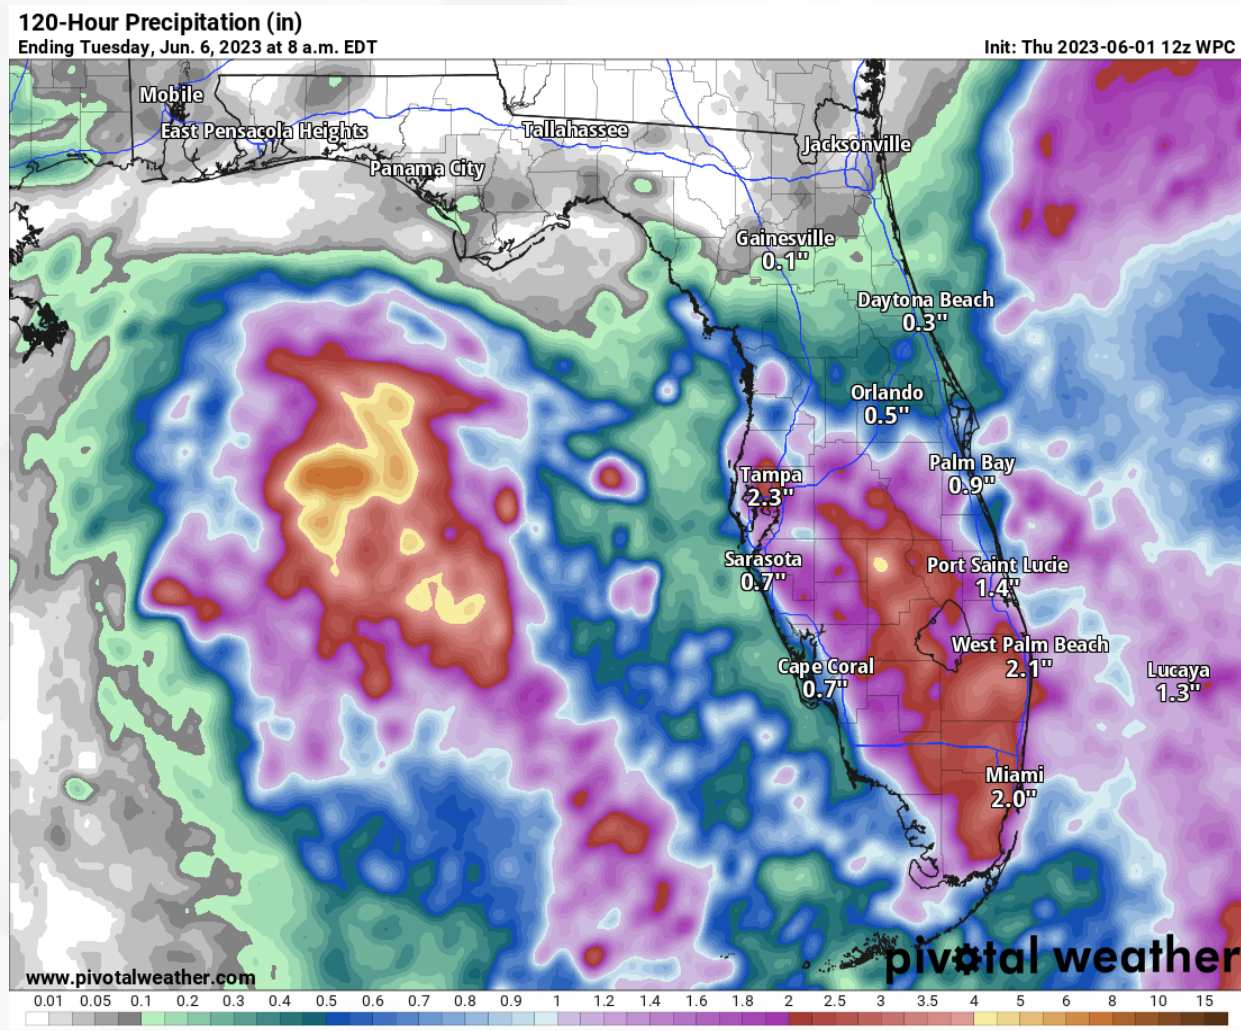 120-Hour Precipitation (in)
Ending Tuesday, Jun. 6, 2023 at 8 a.m. EDT
Init: Thu 2023-06-01 12z WPC
Mobile
East Pensacola Heights
Tallahassee
Jacksonville
Panama City
Gainesville
0.1"
Daytona Beach
0.3"
Orlando
0.5"
Palm Bay
0.9"
Tampa
2.3"
Sarasota
0.7"
Port Saint Lucie
1.4"
West Palm Beach
2.1"
Cape Coral
0.7"
Lucaya
1.3"
Miami
2.0"
pivotal weather
www.pivotalweather.com
0.01 0.05 0.1 0.2 0.3 0.4 0.5 0.6 0.7 0.8 0.9 1 1.2 1.4 1.6 1.8 2 2.5 3 3.5 4 5 6 8 10 15